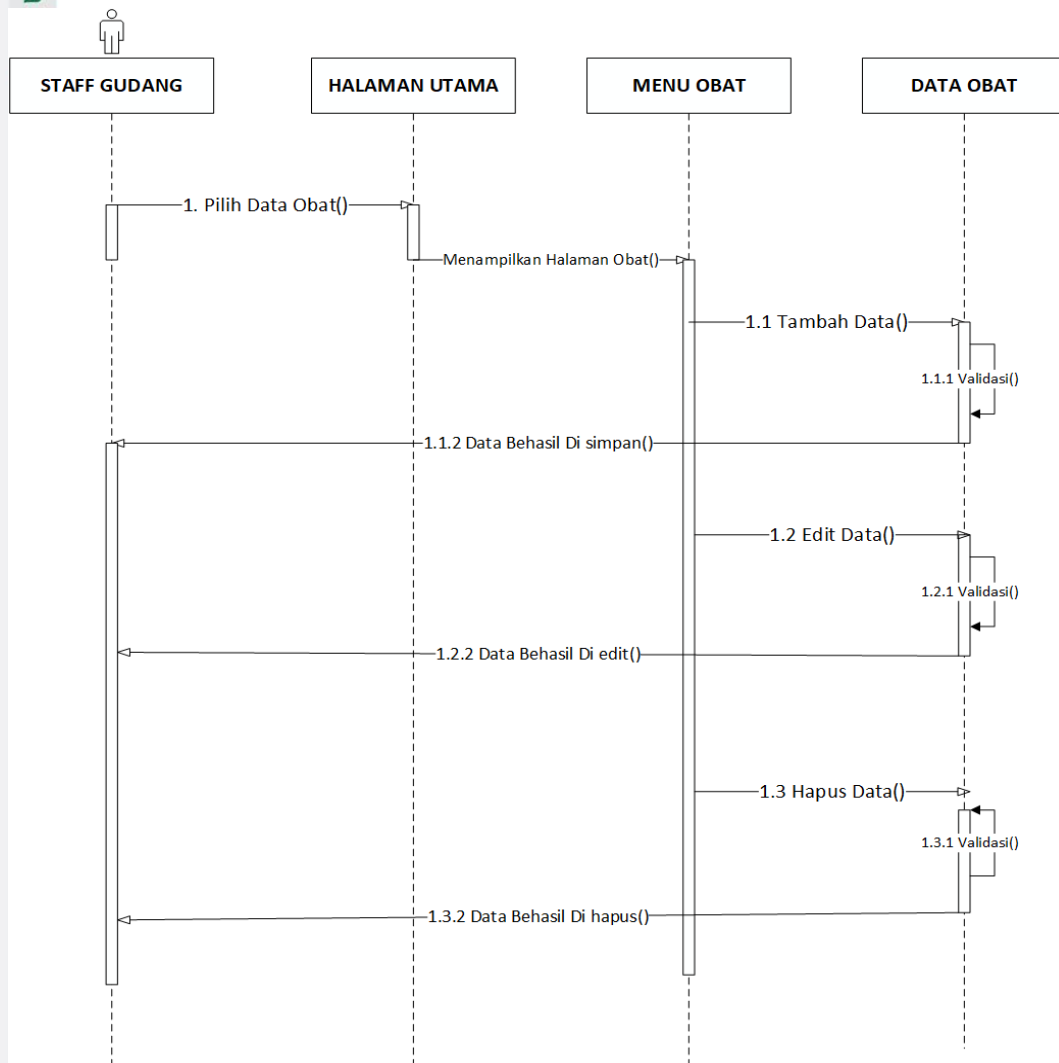 STAFF GUDANG
HALAMAN UTAMA
MENU OBAT
DATA OBAT
1. Pilih Data Obat()
Menampilkan Halaman Obat()
1.1 Tambah Data()
1.1.1 Validasi()
1.1.2 Data Behasil Di simpan()
1.2 Edit Data()
1.2.1 Validasi()
1.2.2 Data Behasil Di edit()
1.3 Hapus Data()
1.3.1 Validasi()
1.3.2 Data Behasil Di hapus()